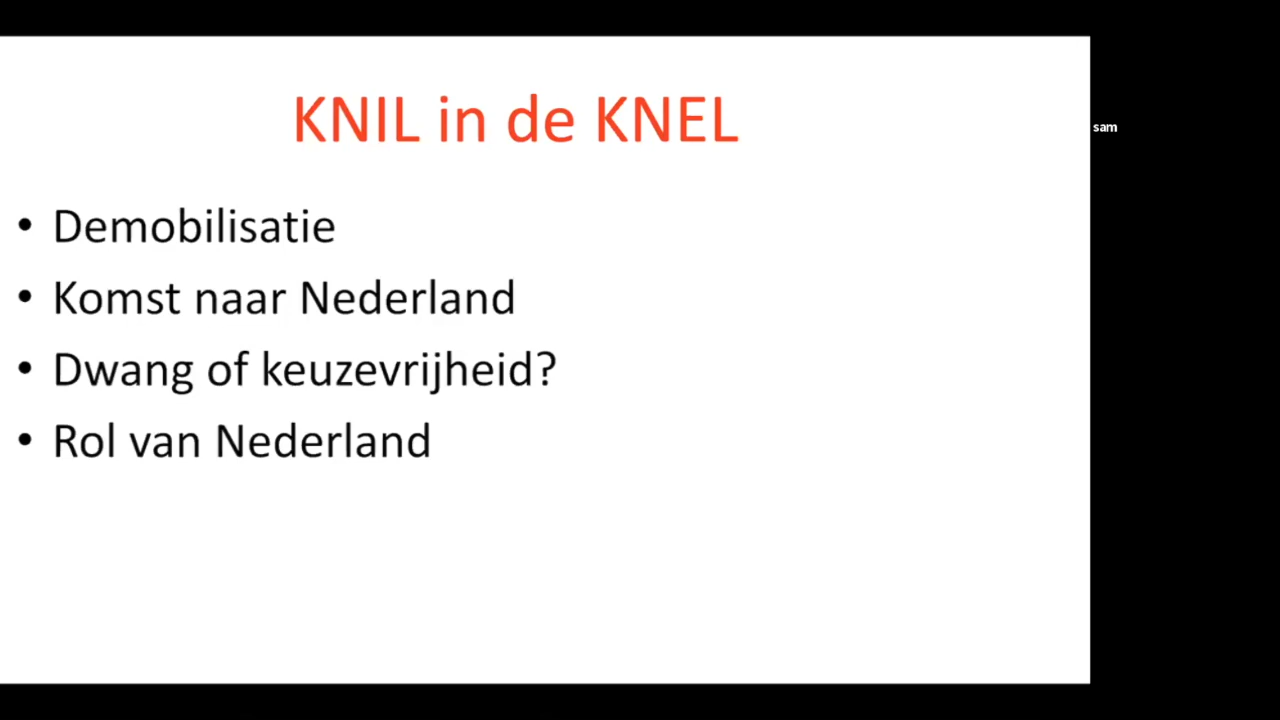 KNIL in de KNEL
sam
• Demobilisatie
• Komst naar Nederland
• Dwang of keuzevrijheid?
• Rol van Nederland